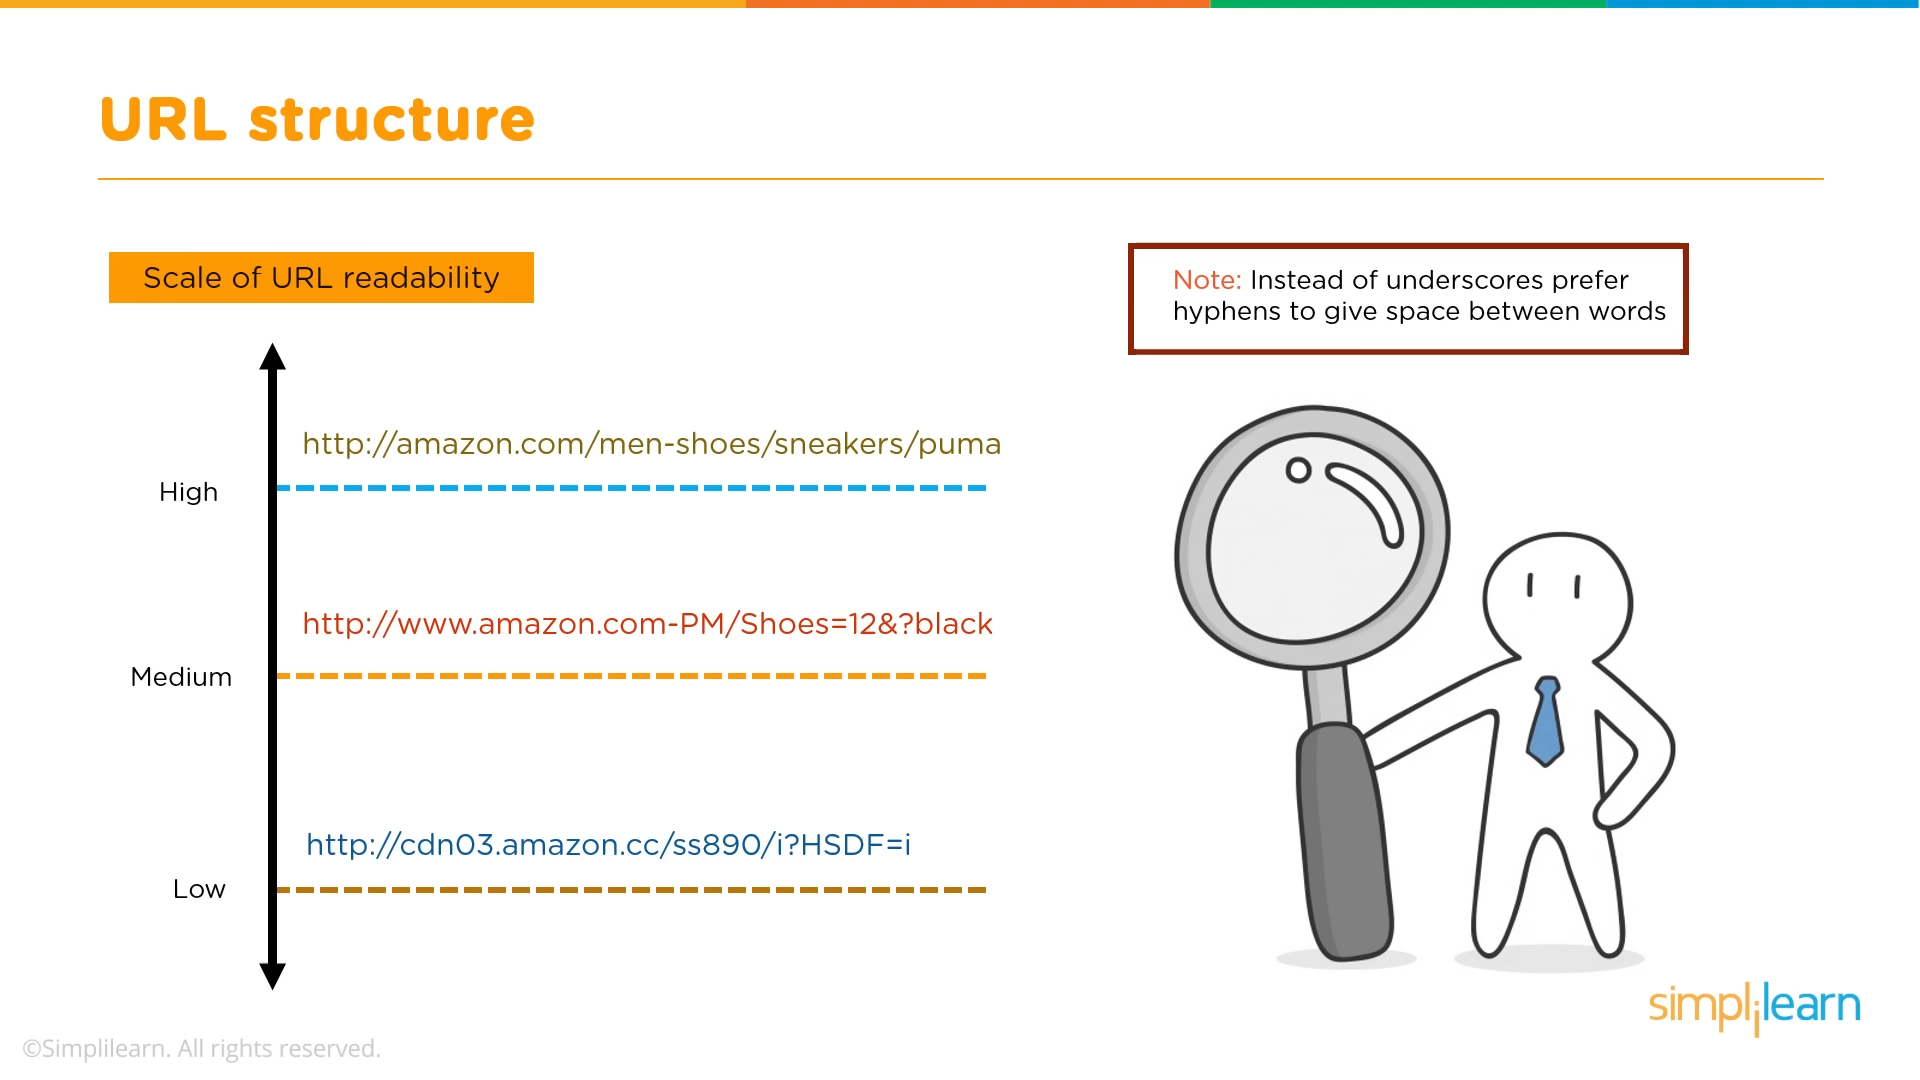 URL structure
Scale of URL readability
Note: Instead of underscores prefer
hyphens to give space between words
http://amazon.com/men-shoes/sneakers/puma
High
http://www.amazon.com-PM/Shoes=12&?black
Medium
http://cdn03.amazon.cc/ss890/i?HSDF=i
Low
simplilearn
©Simplilearn. All rights reserved.